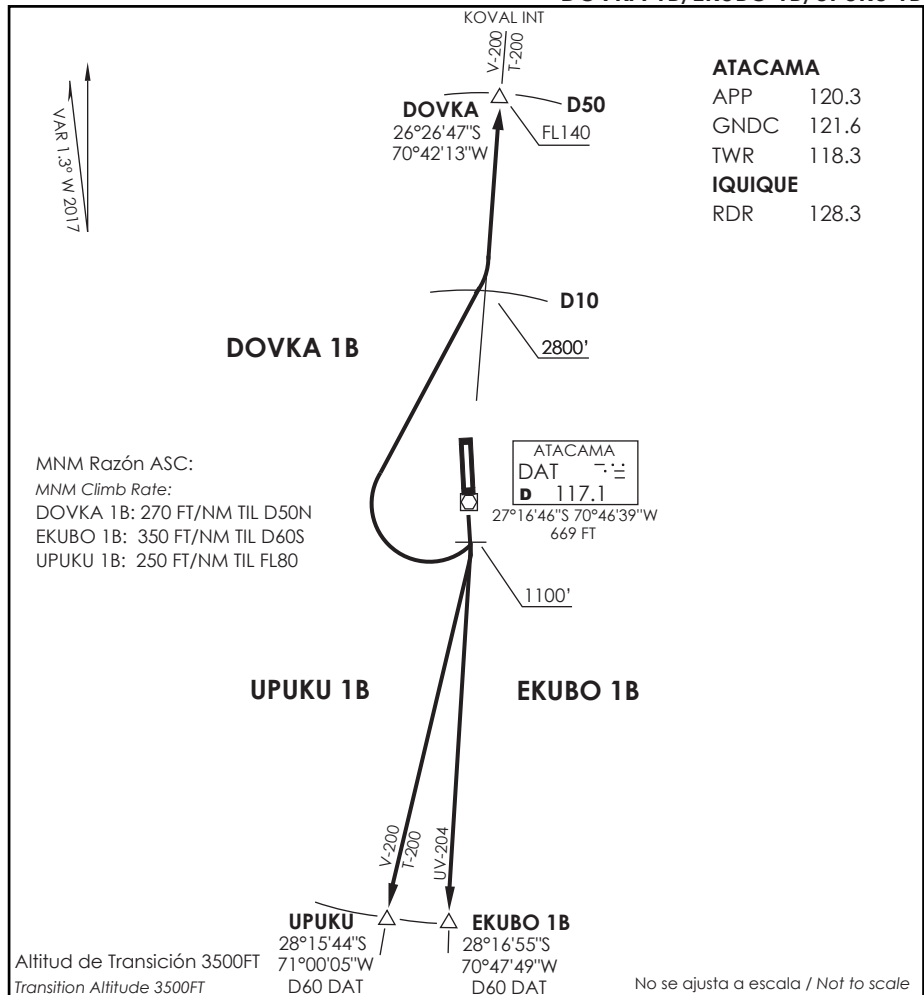 KOVAL INT
V-200
T-200
ATACAMA
APP 120.3
GNDC 121.6
TWR 118.3
IQUIQUE
RDR 128.3
VAR 1.3° W 2017
DOVKA
26°26'47"S
70°42'13"W
D50
FL140
D10
2800'
DOVKA 1B
MNM Razón ASC:
MNM Climb Rate:
DOVKA 1B: 270 FT/NM TIL D50N
EKUBO 1B: 350 FT/NM TIL D60S
UPUKU 1B: 250 FT/NM TIL FL80
ATACAMA
DAT
D 117.1
27°16'46"S 70°46'39"W
669 FT
1100'
UPUKU 1B
EKUBO 1B
V-200
T-200
UV-204
UPUKU
28°15'44"S
71°00'05"W
D60 DAT
EKUBO 1B
28°16'55"S
70°47'49"W
D60 DAT
Altitud de Transición 3500FT
Transition Altitude 3500FT
No se ajusta a escala / Not to scale